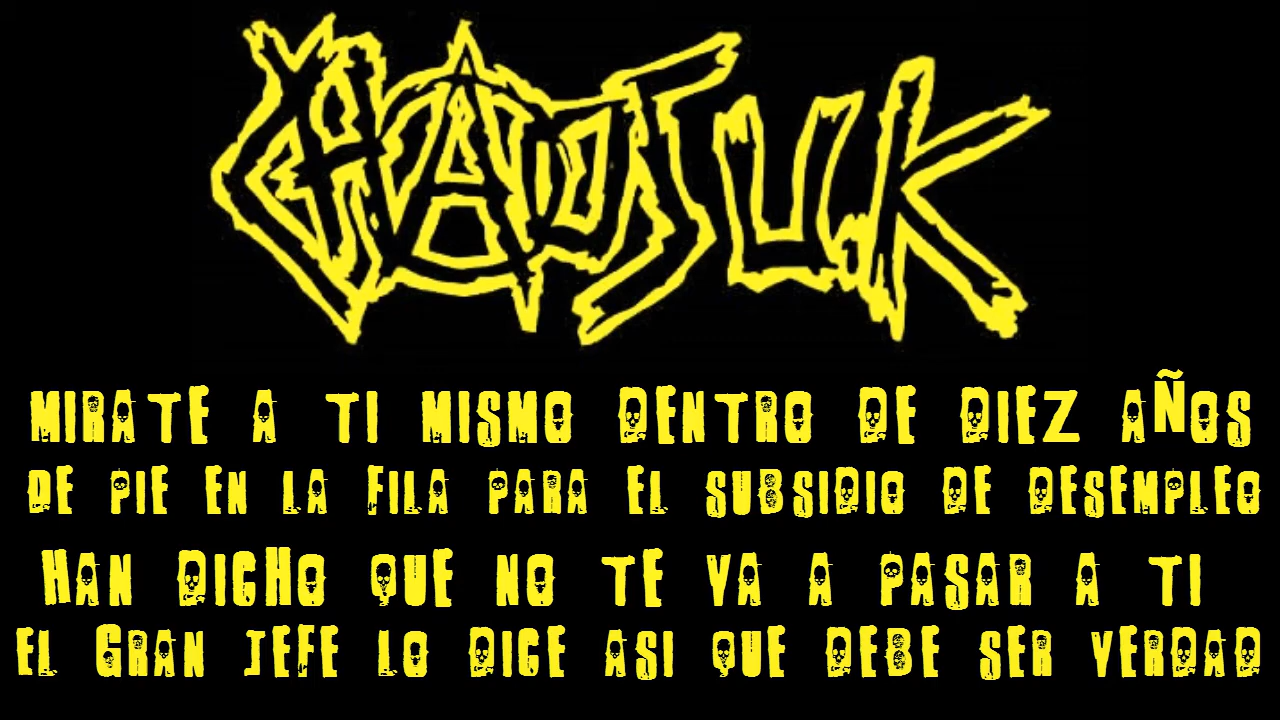 CHAOS U.K
MIRATE A TI MISMO DENTRO DE DIEZ AÑOS
DE PIE EN LA FILA PARA EL SUBSIDIO DE DESEMPLEO
HAN DICHO QUE NO TE VA A PASAR A TI
EL GRAN JEFE LO DICE ASI QUE DEBE SER VERDAD